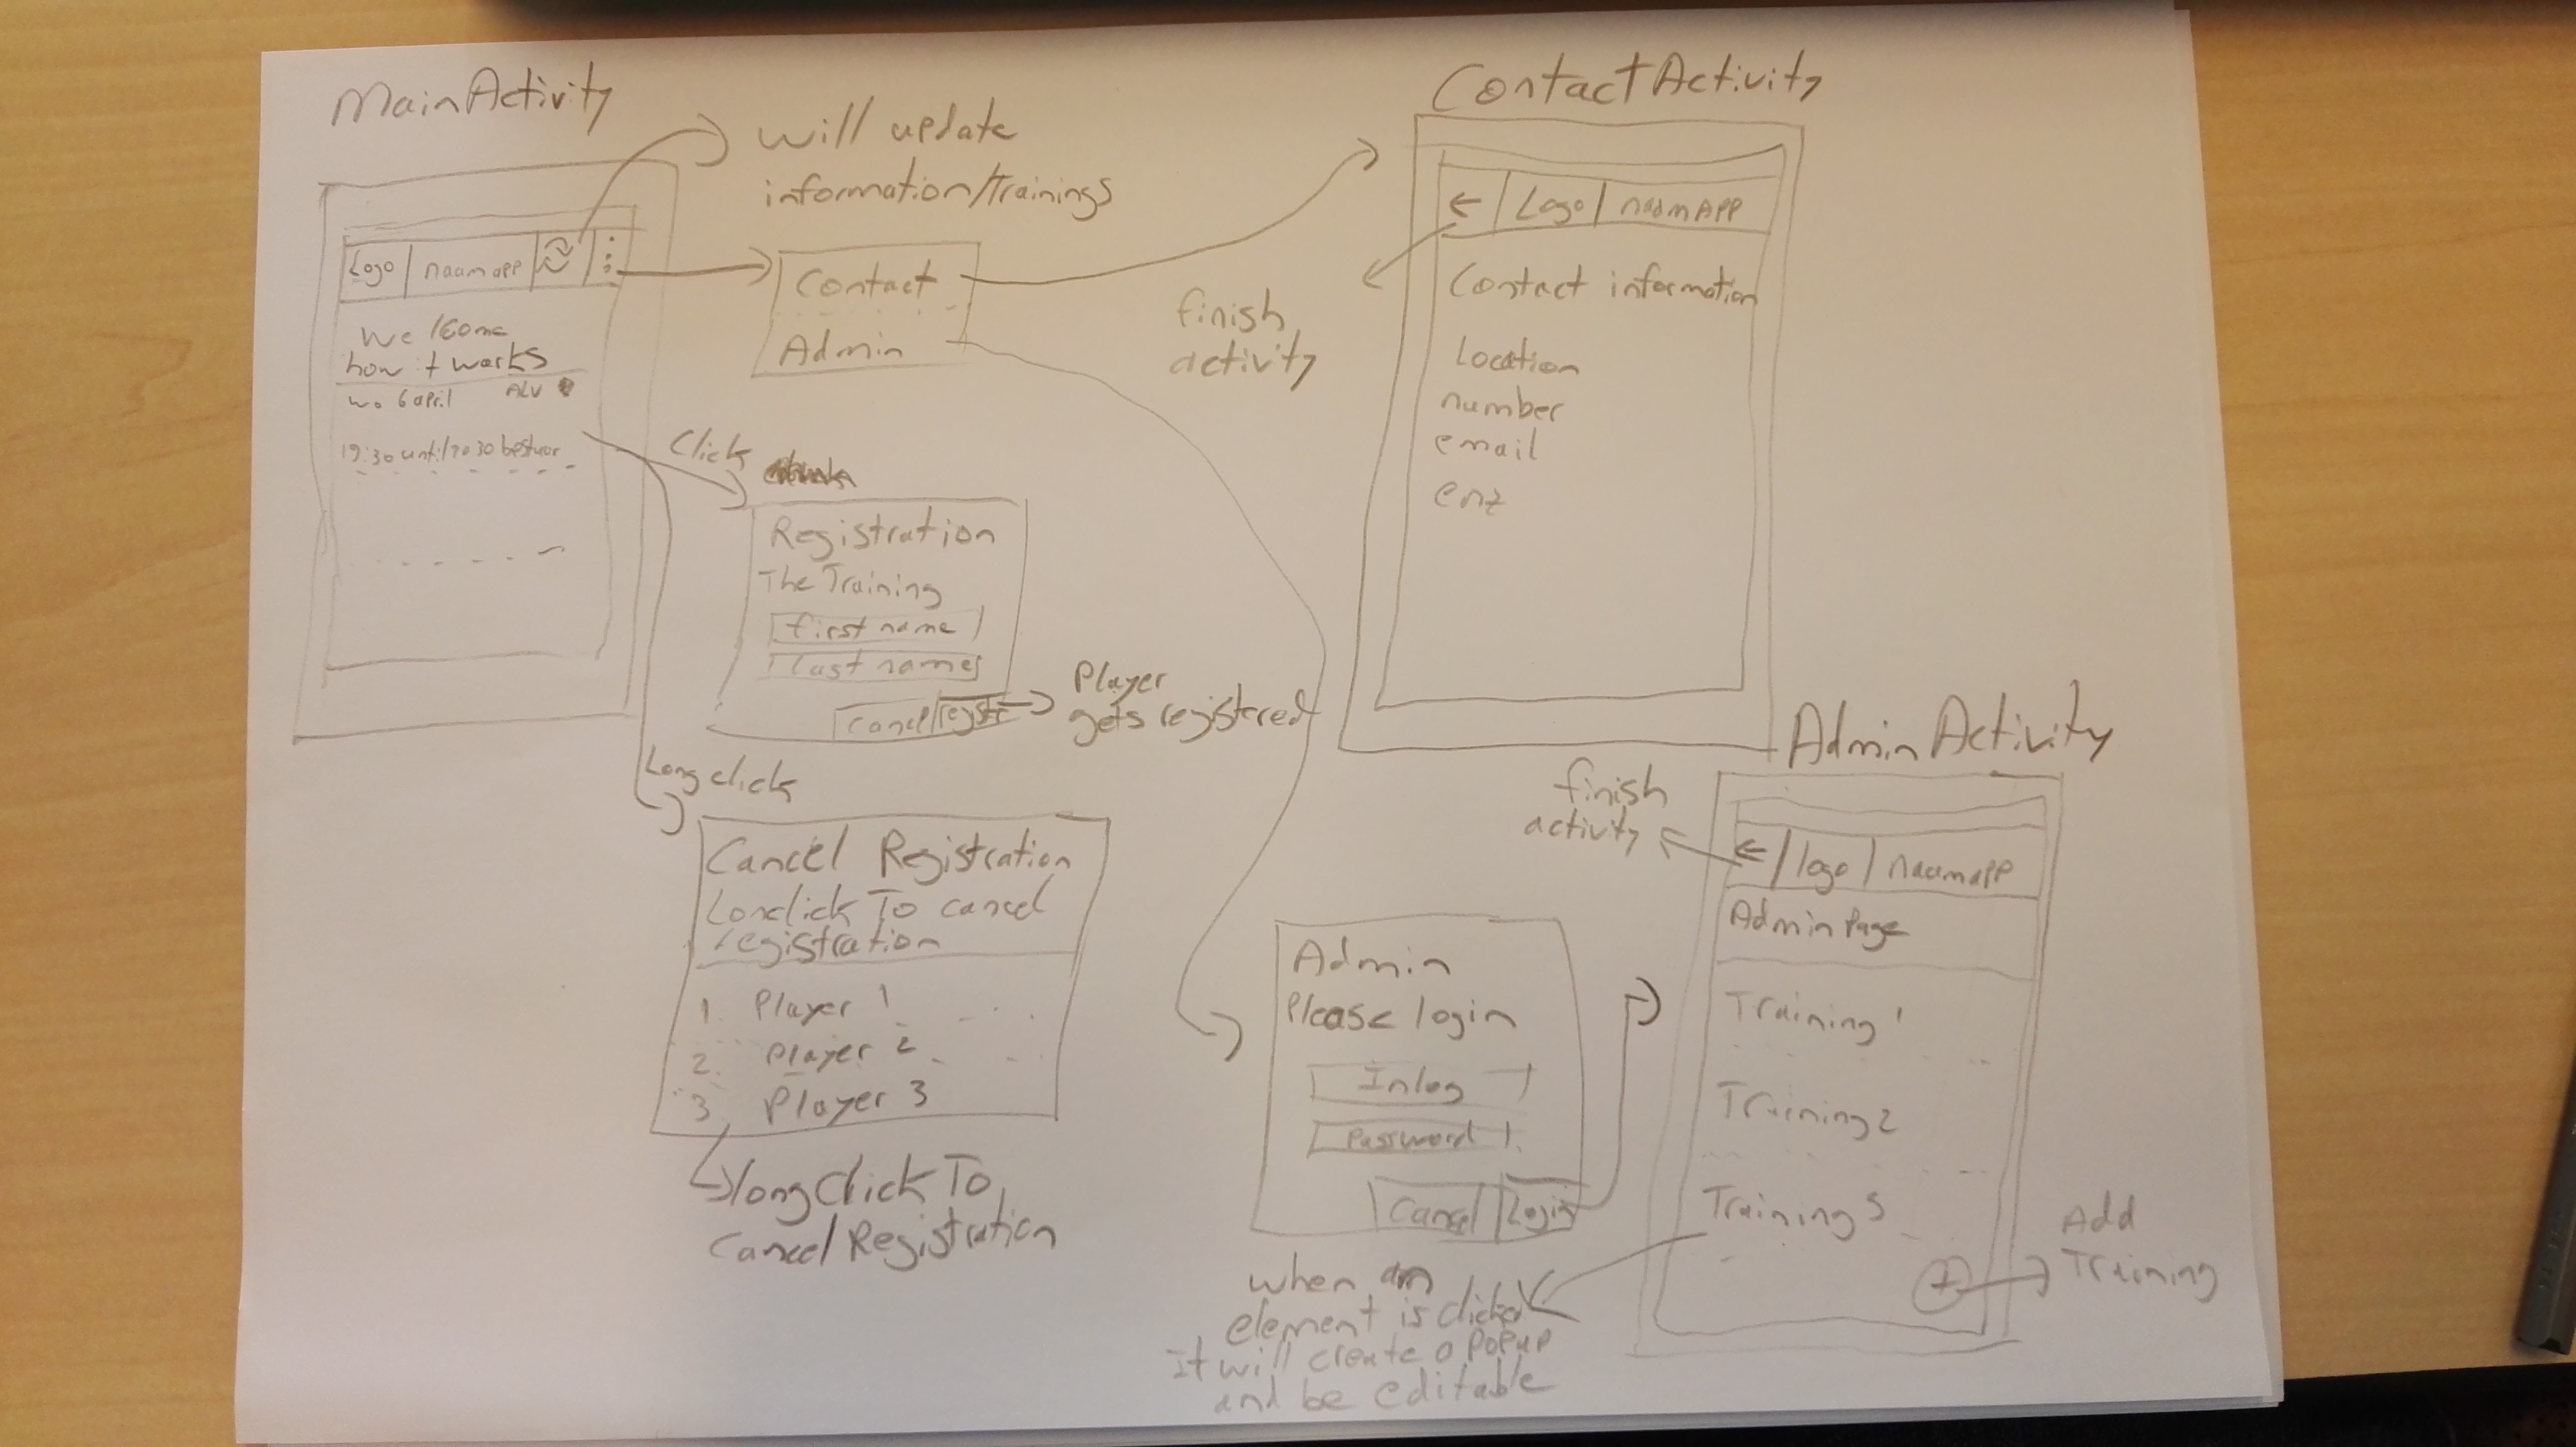 MainActivity
will update
information/Trainings
Logo | naamapp
Welcome
how it works
wo 6 april ALV
19:30 until 20 30 bestuur
Contact
Admin
Click
Registration
The Training
first name
last name
Cancel register
Player
gets registered
Long click
Cancel Registration
Lonclick To cancel
registration
1. Player 1
2. Player 2
3. Player 3
longClick To
Cancel Registration
ContactActivity
← | Logo | naamAPP
finish
activity
Contact information
Location
number
email
enz
Admin
Please login
Inlog
Password
Cancel Login
AdminActivity
finish
activity
← | logo | naamapp
Admin Page
Training 1
Training 2
Training 3
+
Add
Training
when an
element is clicked
It will create a Popup
and be editable